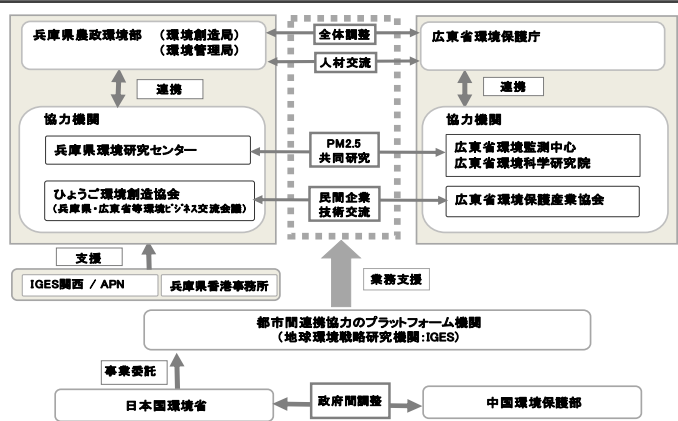 兵庫県農政環境部　（環境創造局）
（環境管理局）
全体調整
広東省環境保護庁
人材交流
連携
連携
協力機関
協力機関
兵庫県環境研究センター
PM2.5
共同研究
広東省環境監測中心
広東省環境科学研究院
ひょうご環境創造協会
（兵庫県・広東省等環境ﾋﾞｼﾞﾈｽ交流会議）
民間企業
技術交流
広東省環境保護産業協会
支援
IGES関西 / APN
兵庫県香港事務所
業務支援
都市間連携協力のプラットフォーム機関
（地球環境戦略研究機関：IGES）
事業委託
日本国環境省
政府間調整
中国環境保護部